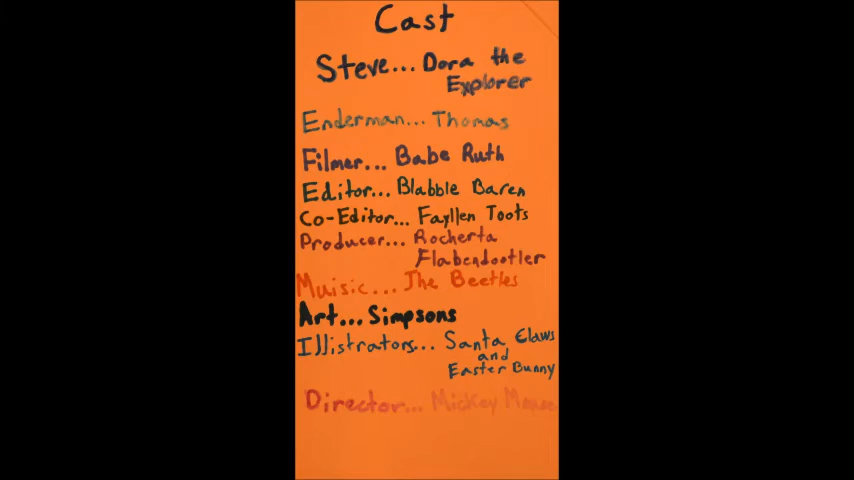 Cast
Steve... Dora the
Explorer
Enderman... Thomas
Filmer... Babe Ruth
Editor... Blabble Baren
Co-Editor... Fayllen Toots
Producer... Rocherta
Flabendootler
Muisic... The Beetles
Art... Simpsons
Illistrators... Santa Claws
and
Easter Bunny
Director... Mickey Mouse